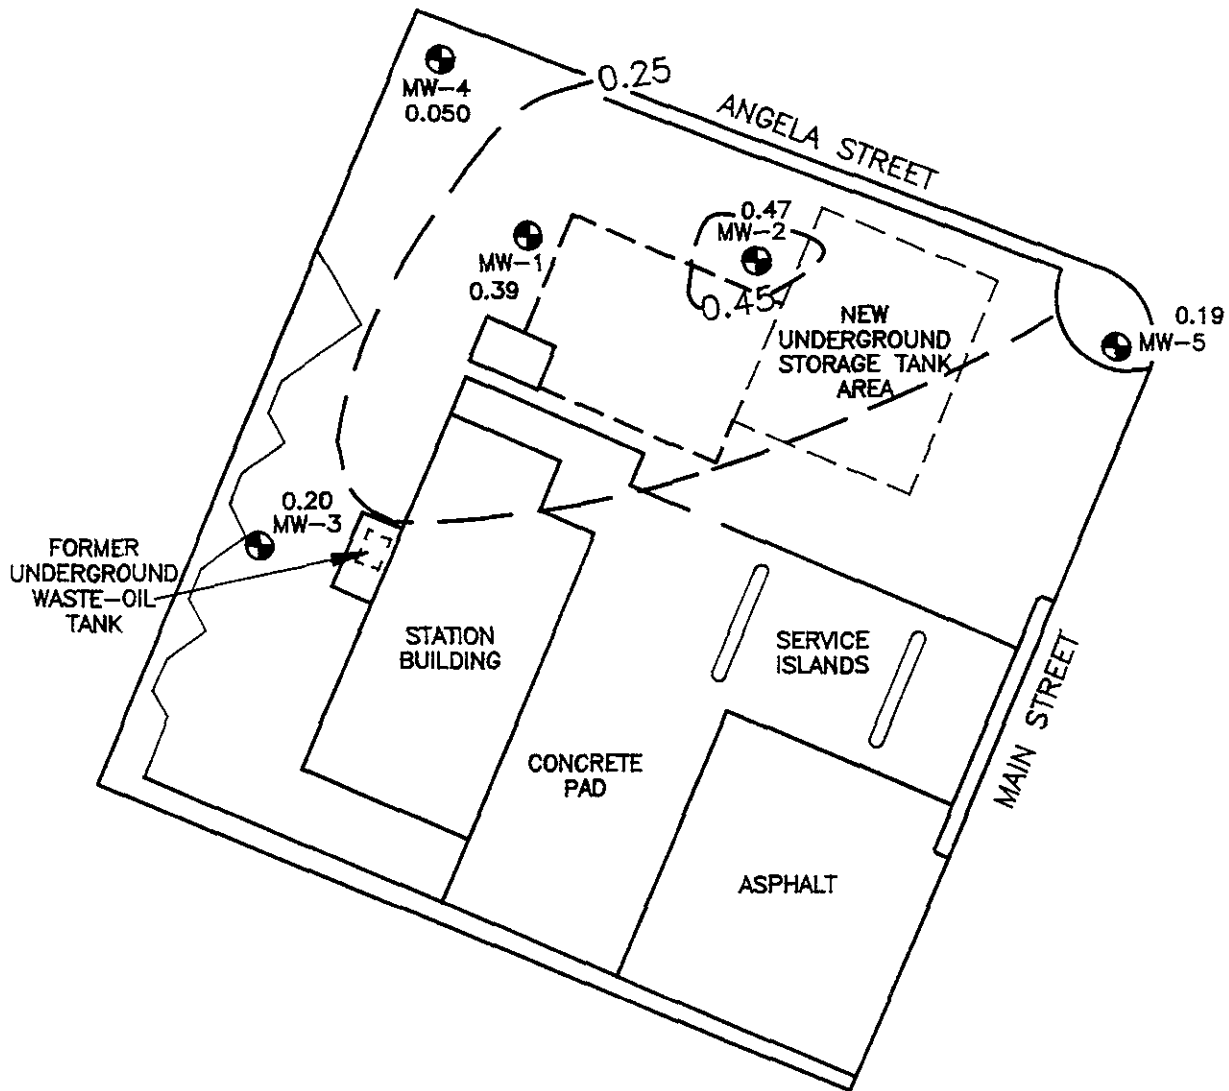 MW-4
0.050
0.25
ANGELA STREET
0.47
MW-2
MW-1
0.39
0.45
NEW
UNDERGROUND
STORAGE TANK
AREA
0.19
MW-5
0.20
MW-3
FORMER
UNDERGROUND
WASTE-OIL
TANK
STATION
BUILDING
SERVICE
ISLANDS
MAIN STREET
CONCRETE
PAD
ASPHALT